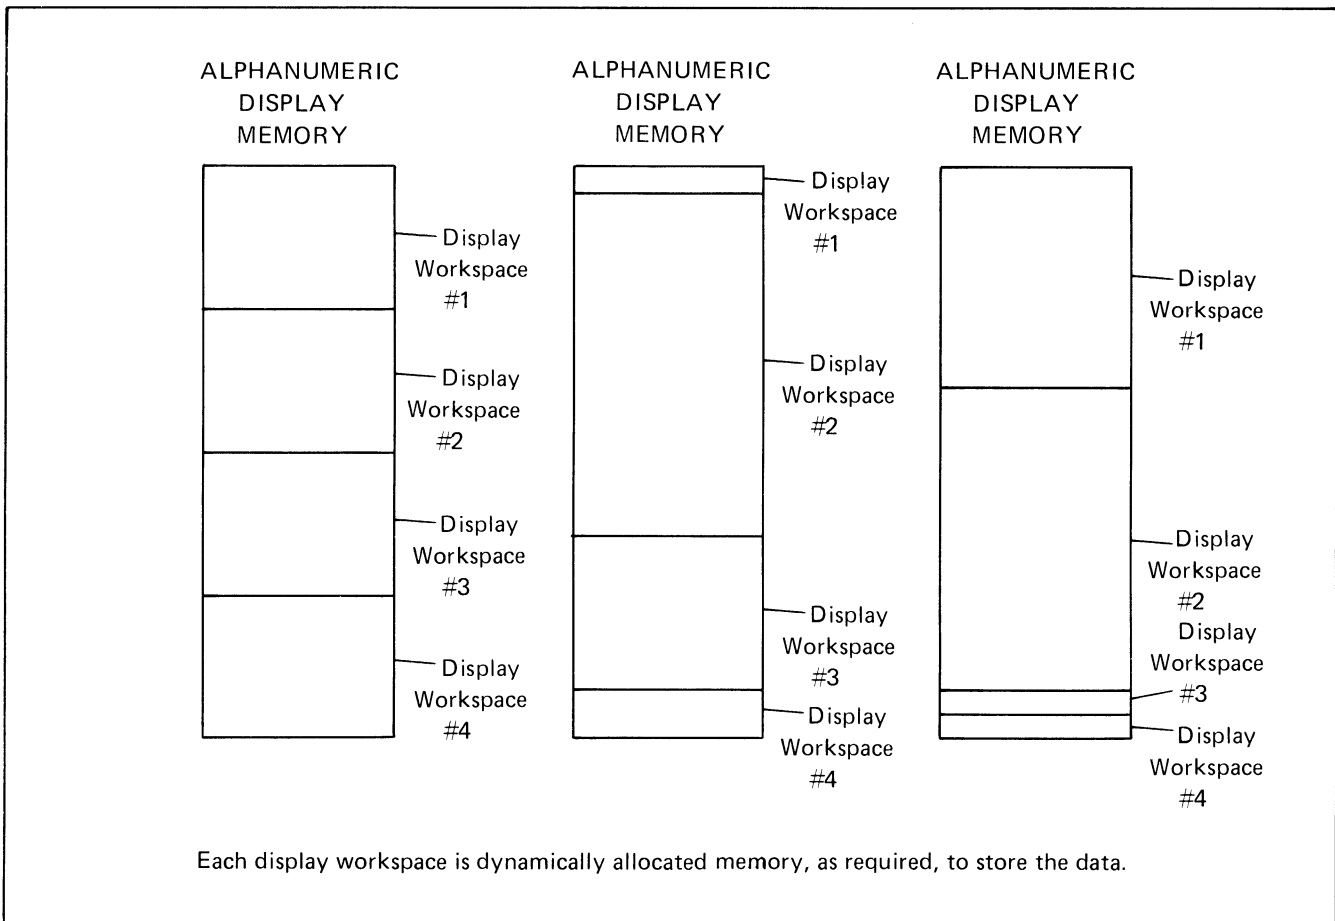 ALPHANUMERIC
DISPLAY
MEMORY
Display
Workspace
#1
Display
Workspace
#2
Display
Workspace
#3
Display
Workspace
#4
ALPHANUMERIC
DISPLAY
MEMORY
Display
Workspace
#1
Display
Workspace
#2
Display
Workspace
#3
Display
Workspace
#4
ALPHANUMERIC
DISPLAY
MEMORY
Display
Workspace
#1
Display
Workspace
#2
Display
Workspace
#3
Display
Workspace
#4
Each display workspace is dynamically allocated memory, as required, to store the data.